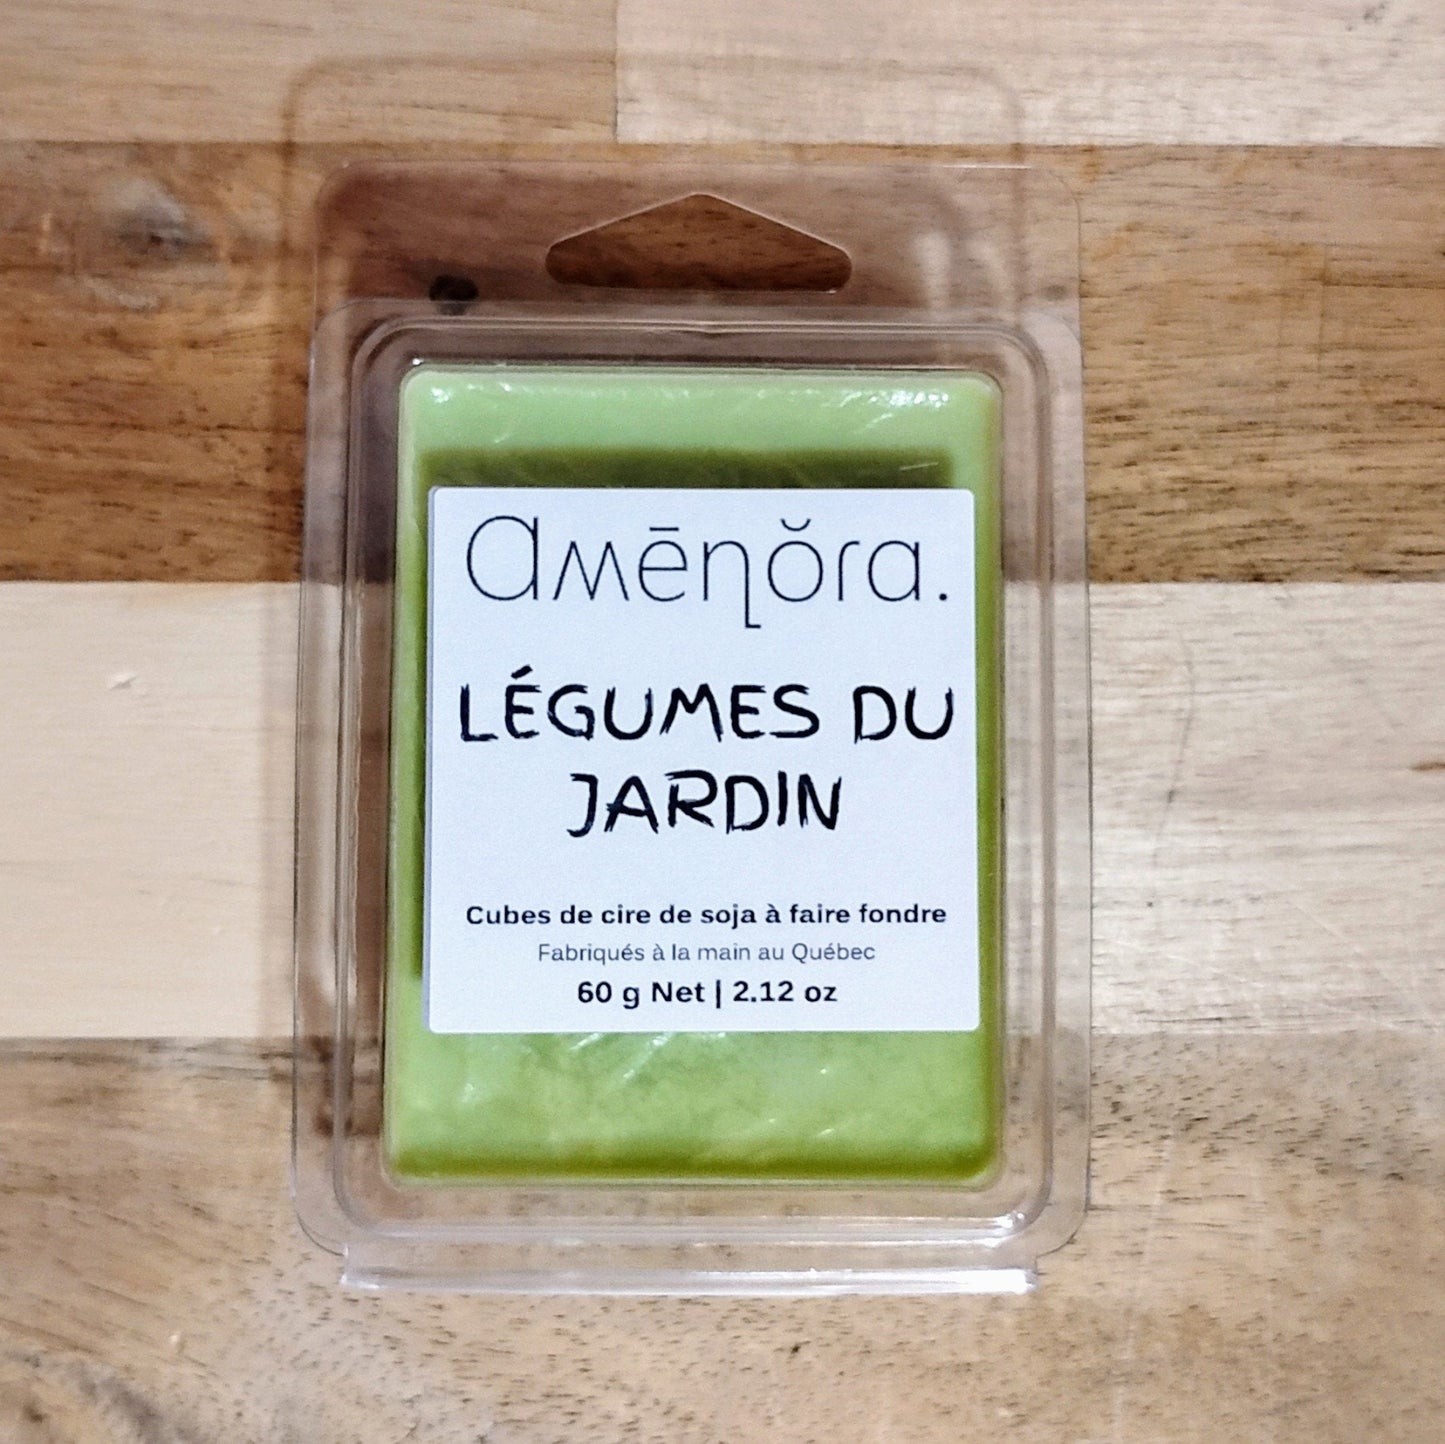 amēnŏra.
LÉGUMES DU
JARDIN
Cubes de cire de soja à faire fondre
Fabriqués à la main au Québec
60 g Net | 2.12 oz